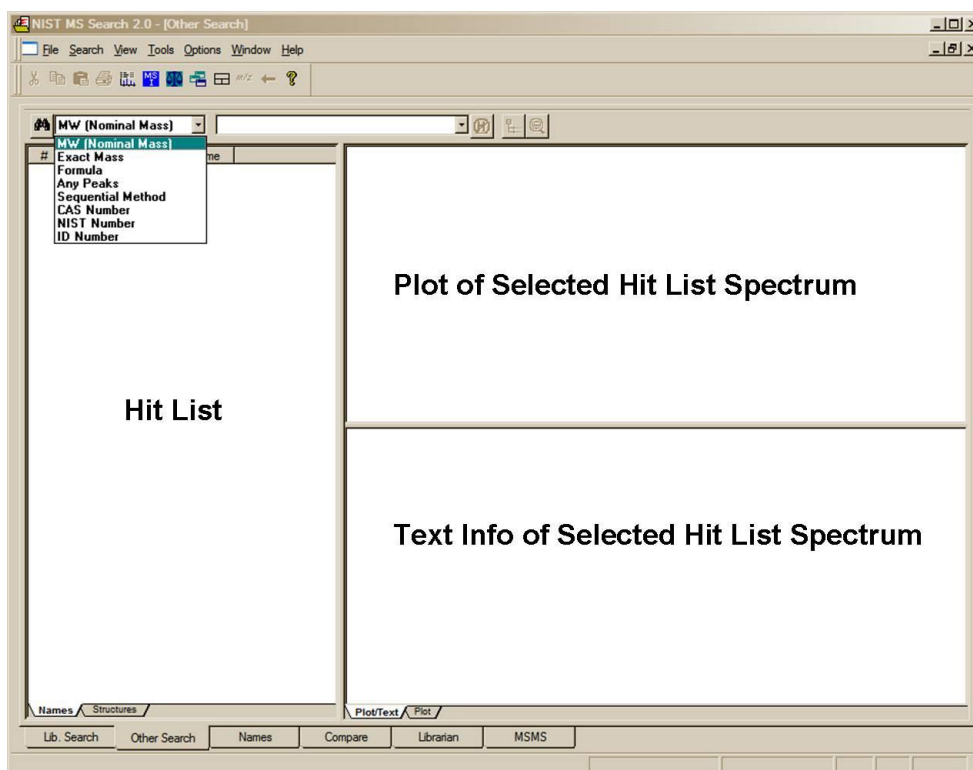 NIST MS Search 2.0 - [Other Search]
File Search View Tools Options Window Help
MS
m/z
MW (Nominal Mass)
MW (Nominal Mass)
Exact Mass
Formula
Any Peaks
Sequential Method
CAS Number
NIST Number
ID Number
#
me
Plot of Selected Hit List Spectrum
Hit List
Text Info of Selected Hit List Spectrum
Names Structures
Plot/Text Plot
Lib. Search Other Search Names Compare Librarian MSMS